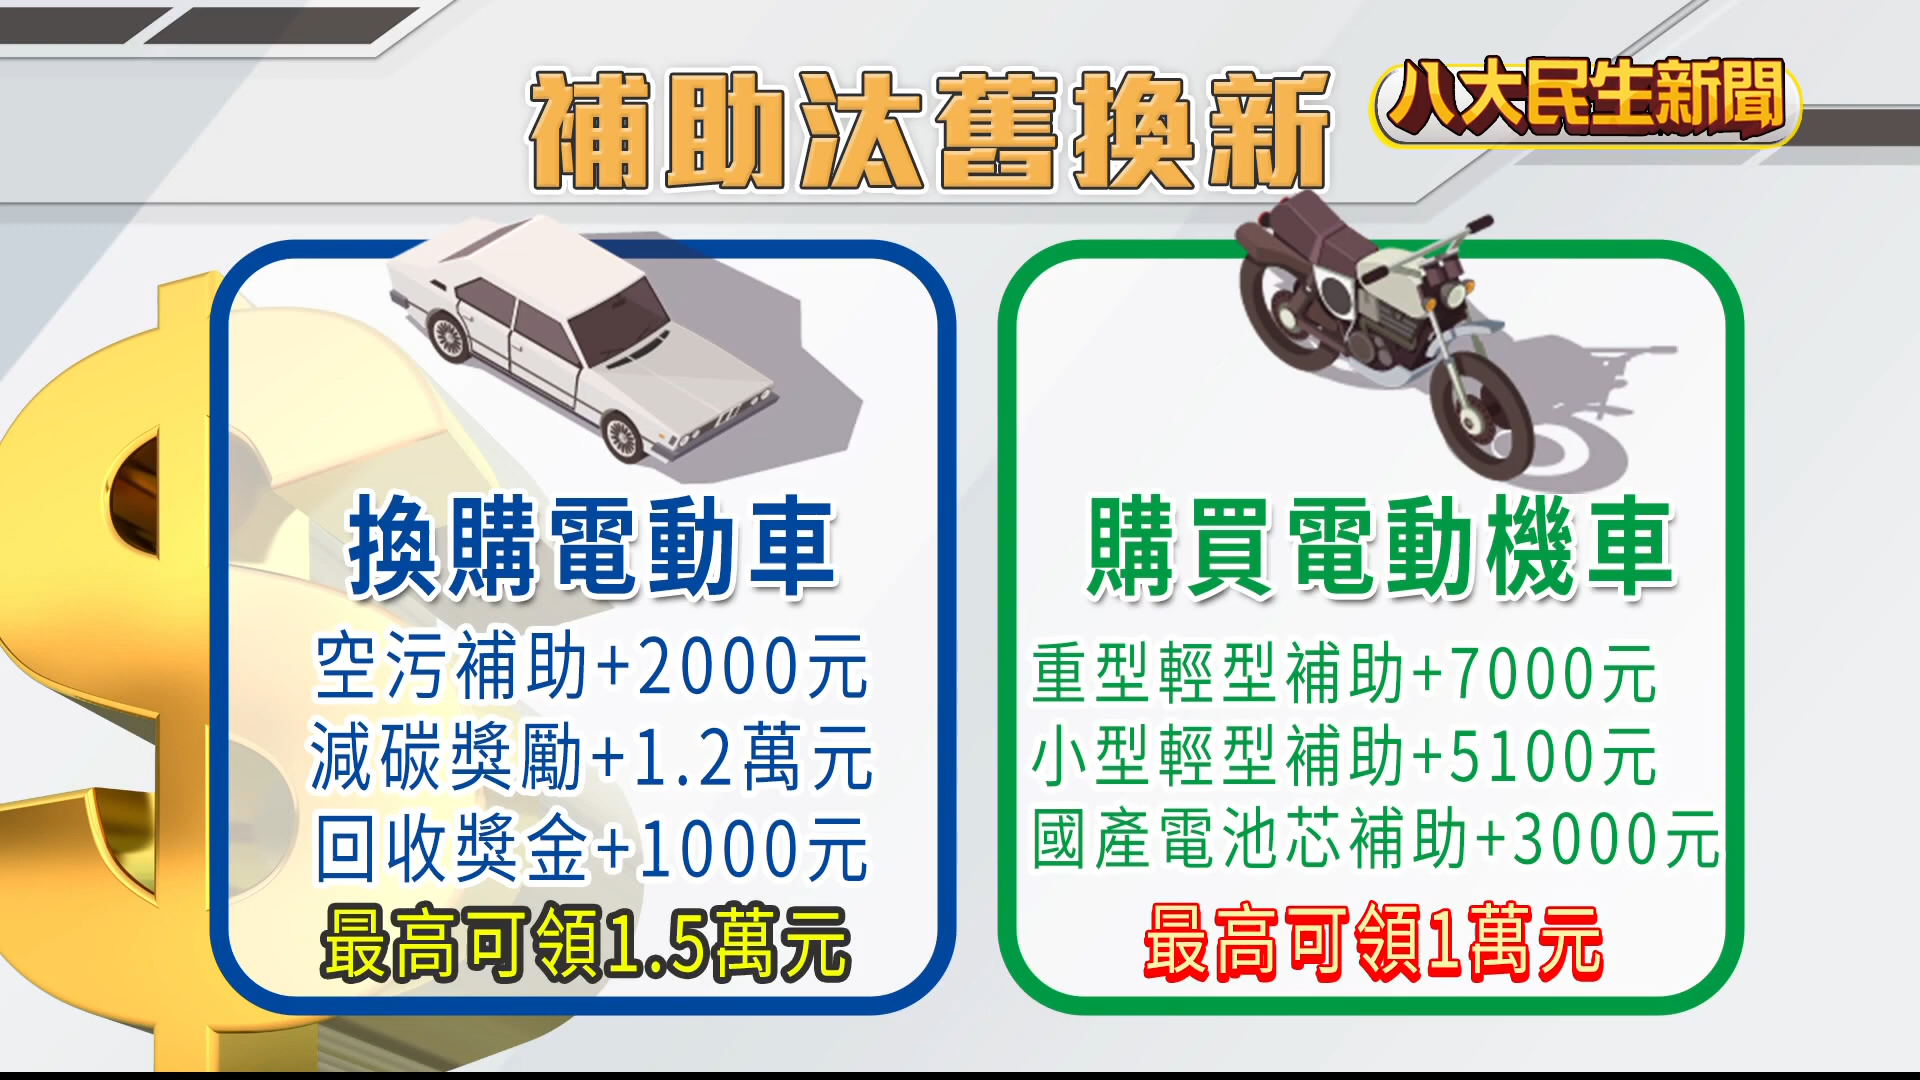 補助汰舊換新
八大民生新聞
換購電動車
空污補助+2000元
減碳獎勵+1.2萬元
回收獎金+1000元
最高可領1.5萬元
購買電動機車
重型輕型補助+7000元
小型輕型補助+5100元
國產電池芯補助+3000元
最高可領1萬元